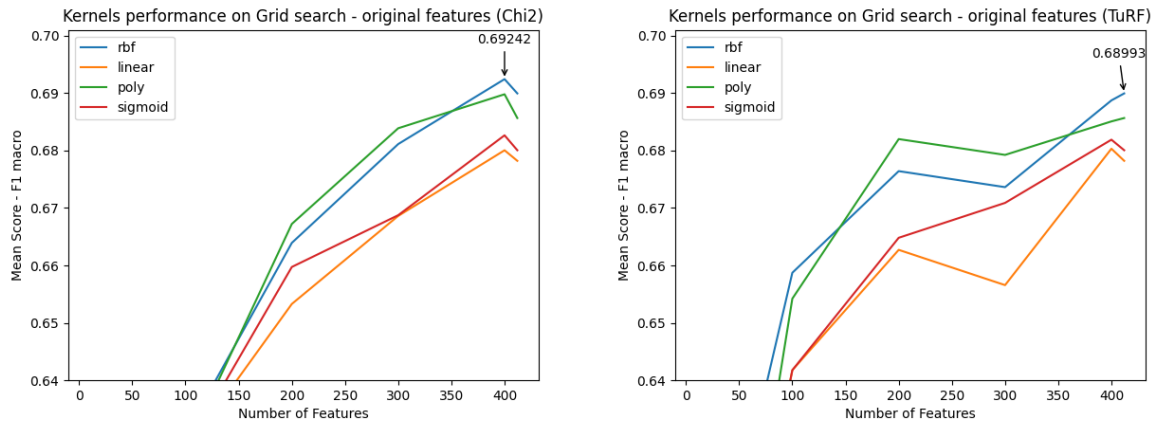 Kernels performance on Grid search - original features (Chi2)
0.70
0.69
0.68
0.67
0.66
0.65
0.64
Mean Score - F1 macro
rbf
linear
poly
sigmoid
0.69242
0 50 100 150 200 250 300 350 400
Number of Features
Kernels performance on Grid search - original features (TuRF)
0.70
0.69
0.68
0.67
0.66
0.65
0.64
Mean Score - F1 macro
rbf
linear
poly
sigmoid
0.68993
0 50 100 150 200 250 300 350 400
Number of Features